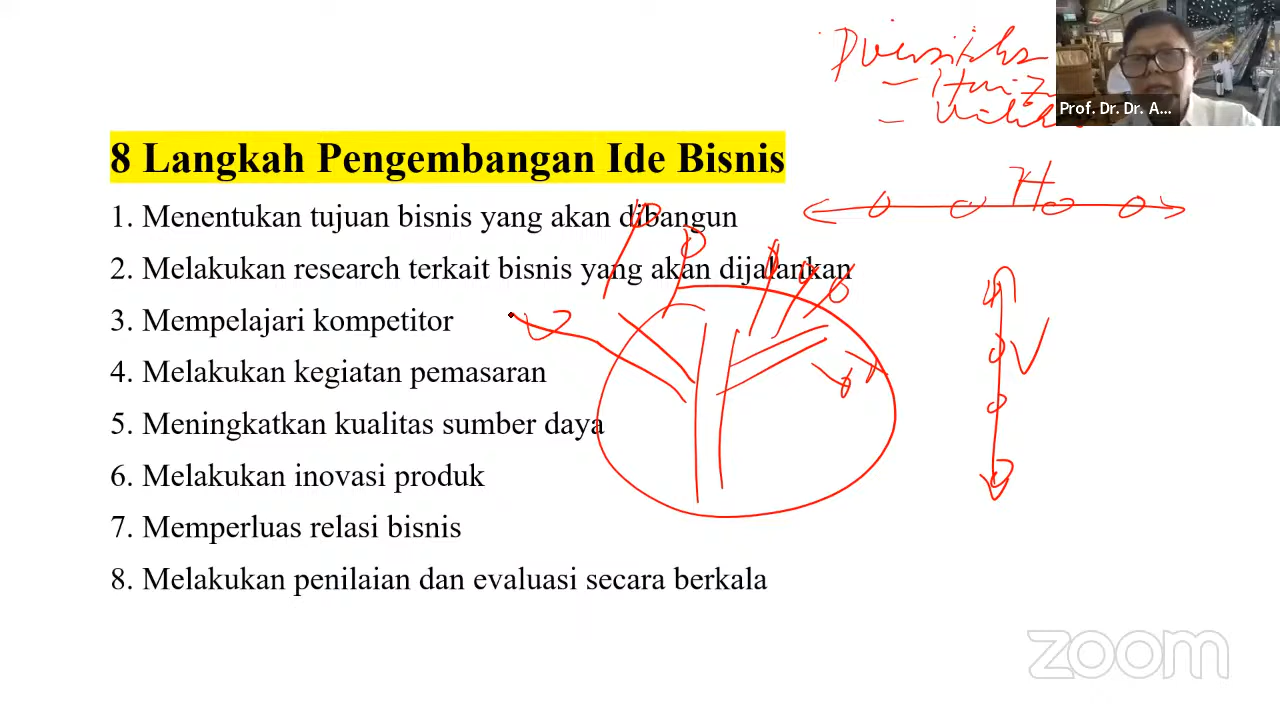 Prof. Dr. Dr. A...
8 Langkah Pengembangan Ide Bisnis
1. Menentukan tujuan bisnis yang akan dibangun
H
2. Melakukan research terkait bisnis yang akan dijalankan
3. Mempelajari kompetitor
V
4. Melakukan kegiatan pemasaran
5. Meningkatkan kualitas sumber daya
6. Melakukan inovasi produk
7. Memperluas relasi bisnis
8. Melakukan penilaian dan evaluasi secara berkala
zoom